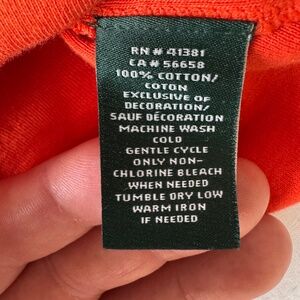 RN # 41381
CA # 56658
100% COTTON/
COTON
EXCLUSIVE OF
DECORATION/
SAUF DÉCORATION
MACHINE WASH
COLD
GENTLE CYCLE
ONLY NON-
CHLORINE BLEACH
WHEN NEEDED
TUMBLE DRY LOW
WARM IRON
IF NEEDED